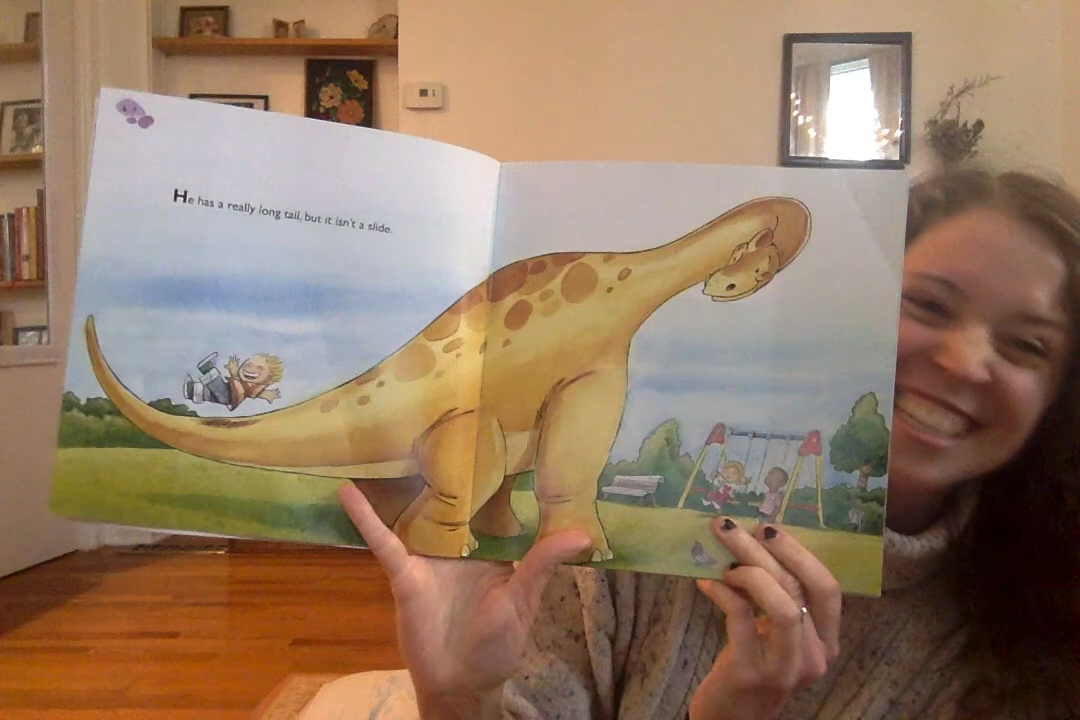 He has a really long tail, but it isn't a slide.